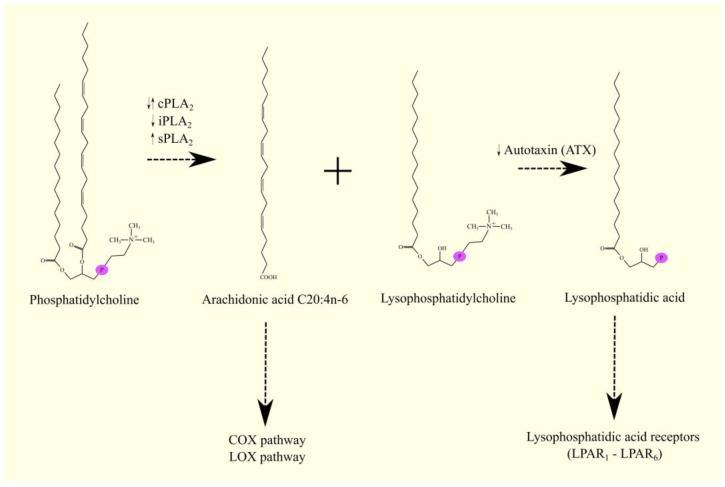 ↓↑ cPLA₂
↓ iPLA₂
↑ sPLA₂
+
↓ Autotaxin (ATX)
CH₃
CH₃ N⁺ CH₃
O
O
O
O
P
COOH
CH₃
CH₃ N⁺ CH₃
O
O
OH
P
O
O
OH
P
Phosphatidylcholine
Arachidonic acid C20:4n-6
Lysophosphatidylcholine
Lysophosphatidic acid
COX pathway
LOX pathway
Lysophosphatidic acid receptors
(LPAR₁ - LPAR₆)